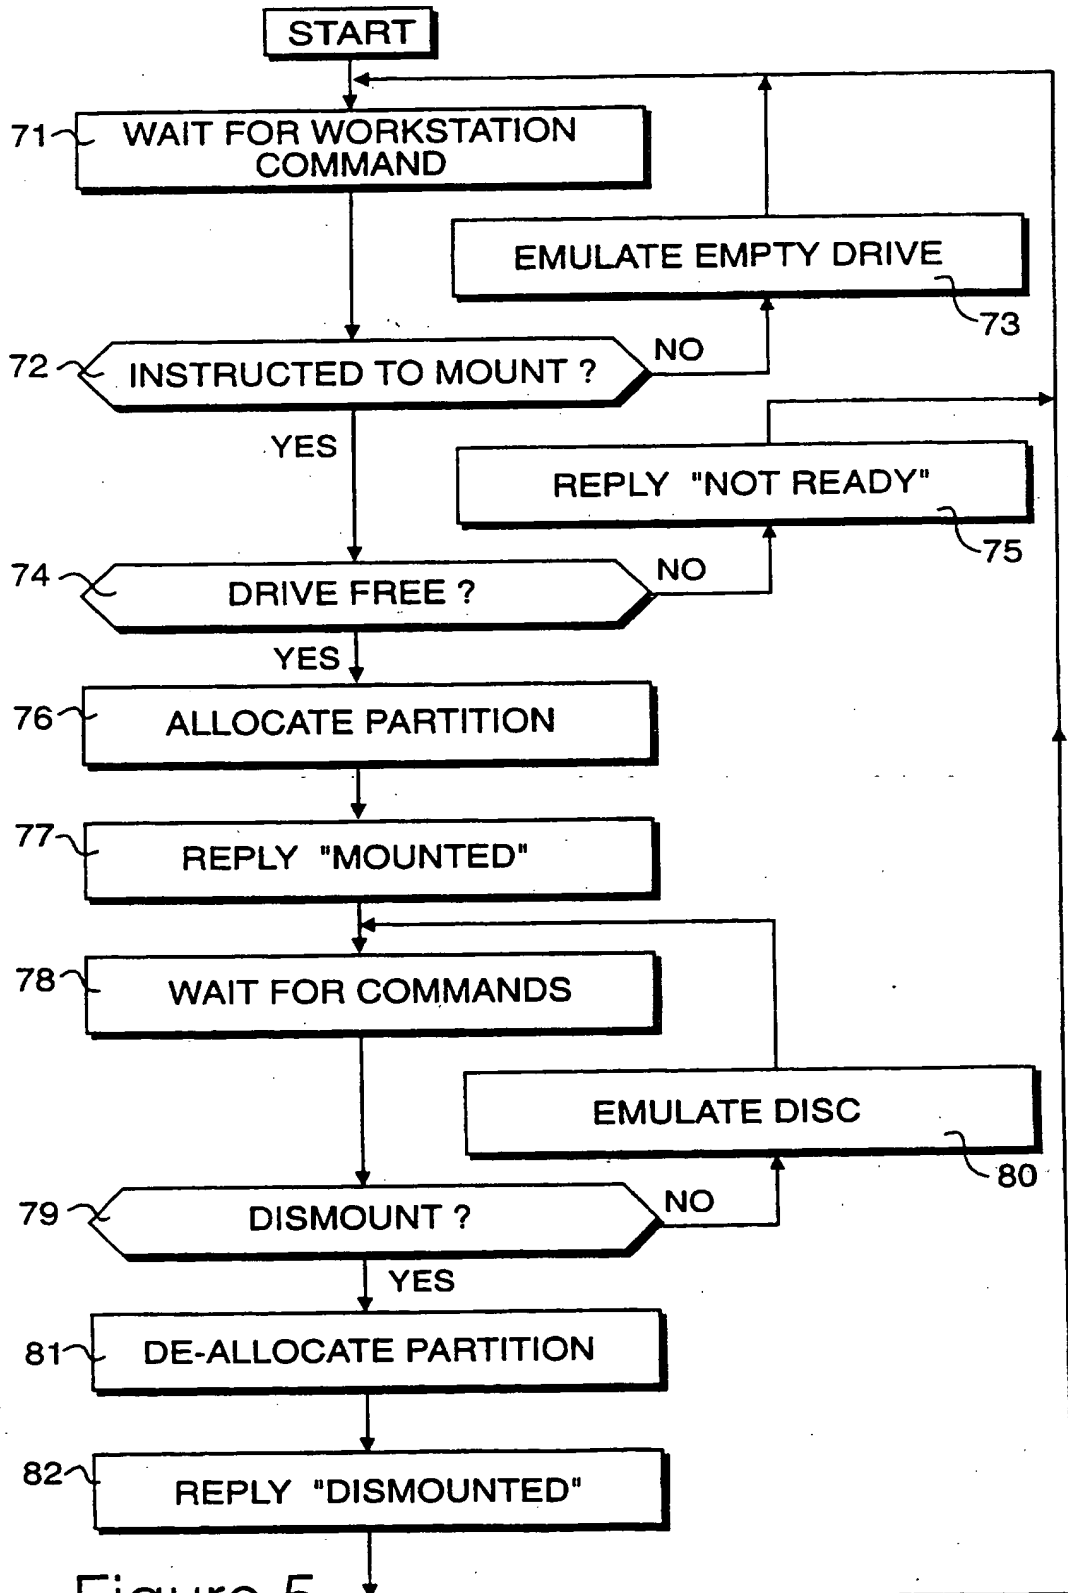 START
71
WAIT FOR WORKSTATION
COMMAND
EMULATE EMPTY DRIVE
73
72
INSTRUCTED TO MOUNT ?
NO
YES
REPLY "NOT READY"
75
74
DRIVE FREE ?
NO
YES
76
ALLOCATE PARTITION
77
REPLY "MOUNTED"
78
WAIT FOR COMMANDS
EMULATE DISC
80
79
DISMOUNT ?
NO
YES
81
DE-ALLOCATE PARTITION
82
REPLY "DISMOUNTED"
Figure 5